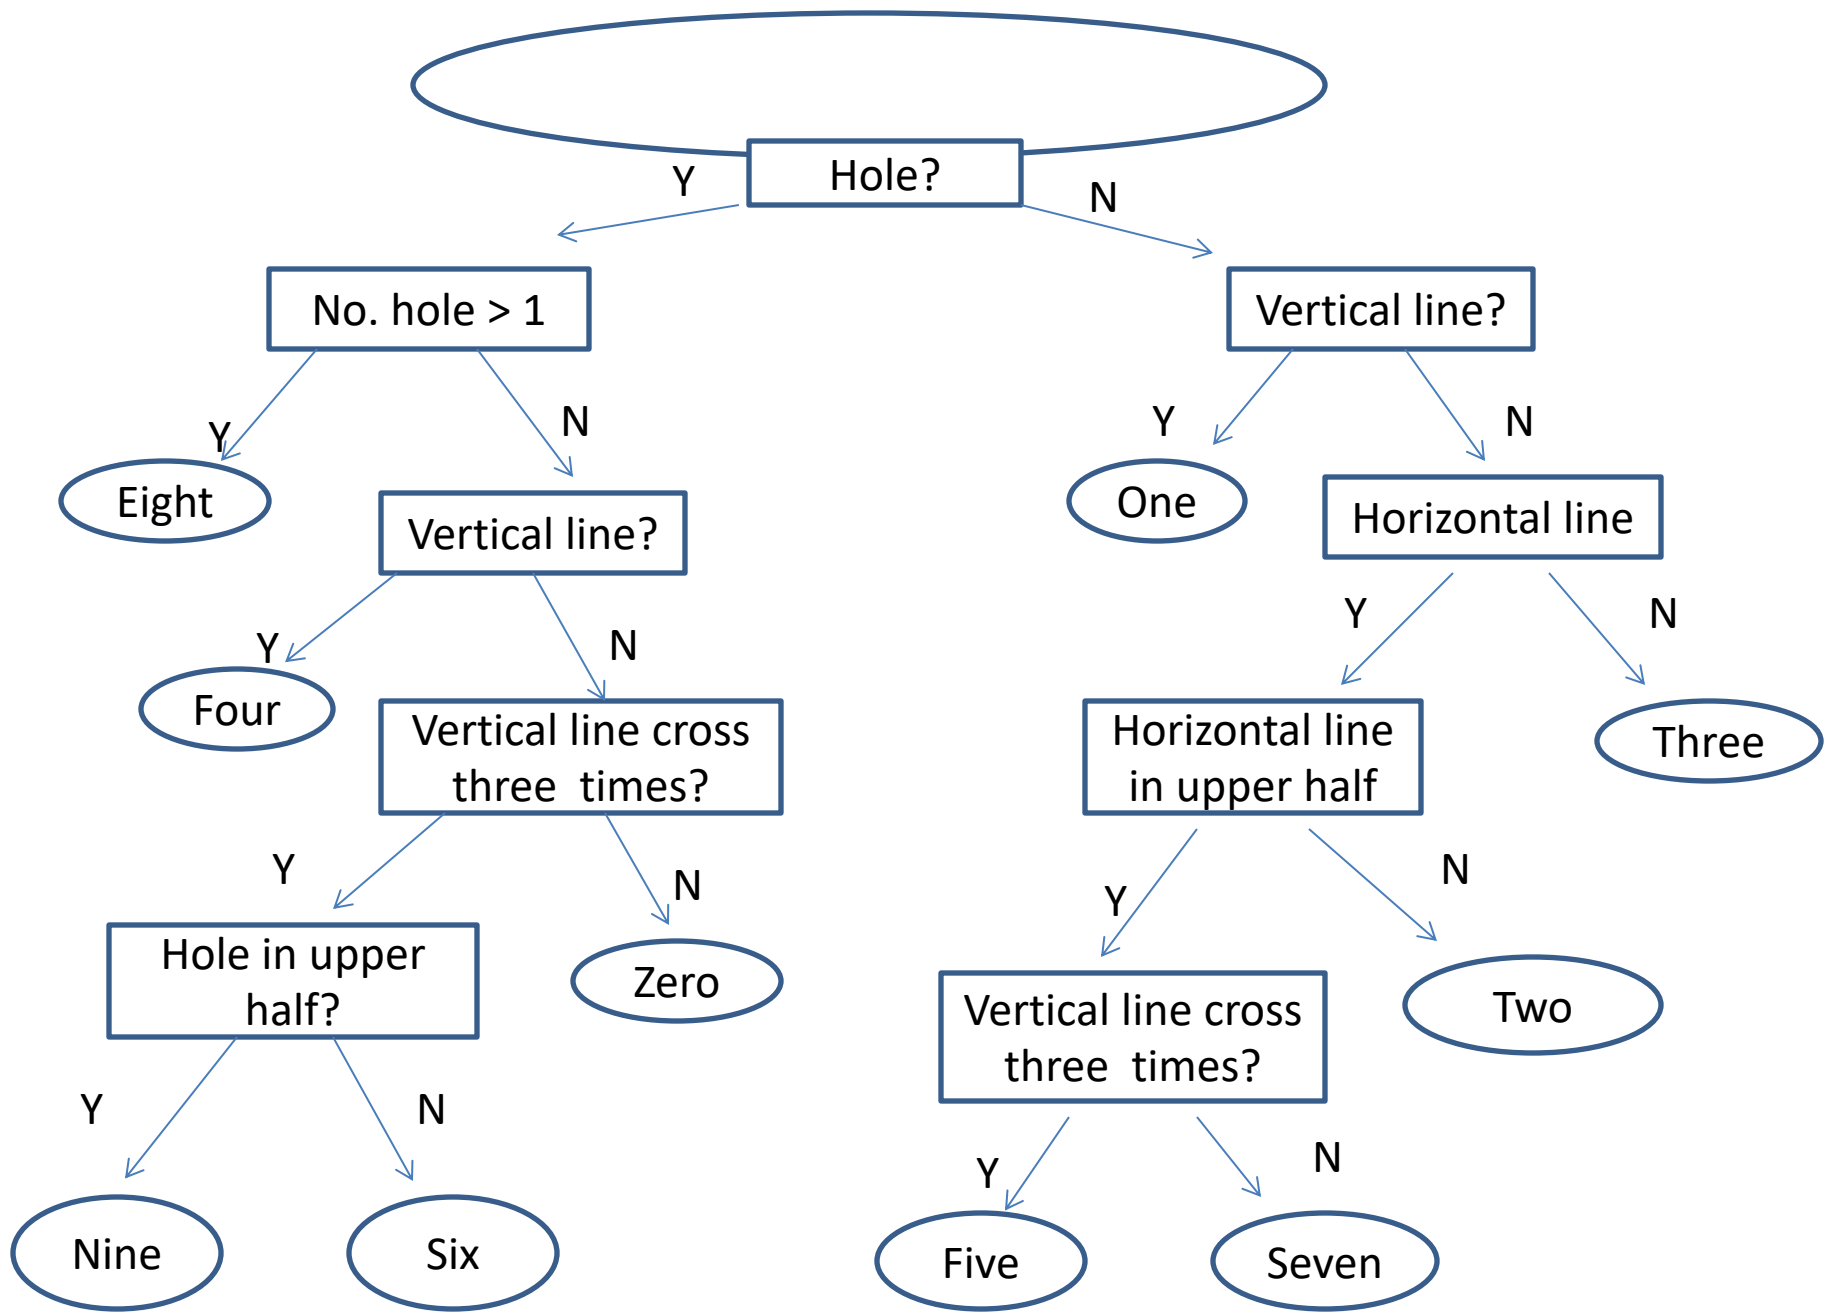 Hole?
Y
N
No. hole > 1
Vertical line?
Y
N
Y
N
Eight
One
Vertical line?
Horizontal line
Y
N
Y
N
Four
Vertical line cross
three times?
Horizontal line
in upper half
Three
Y
N
Y
N
Hole in upper
half?
Zero
Vertical line cross
three times?
Two
Y
N
Y
N
Nine
Six
Five
Seven